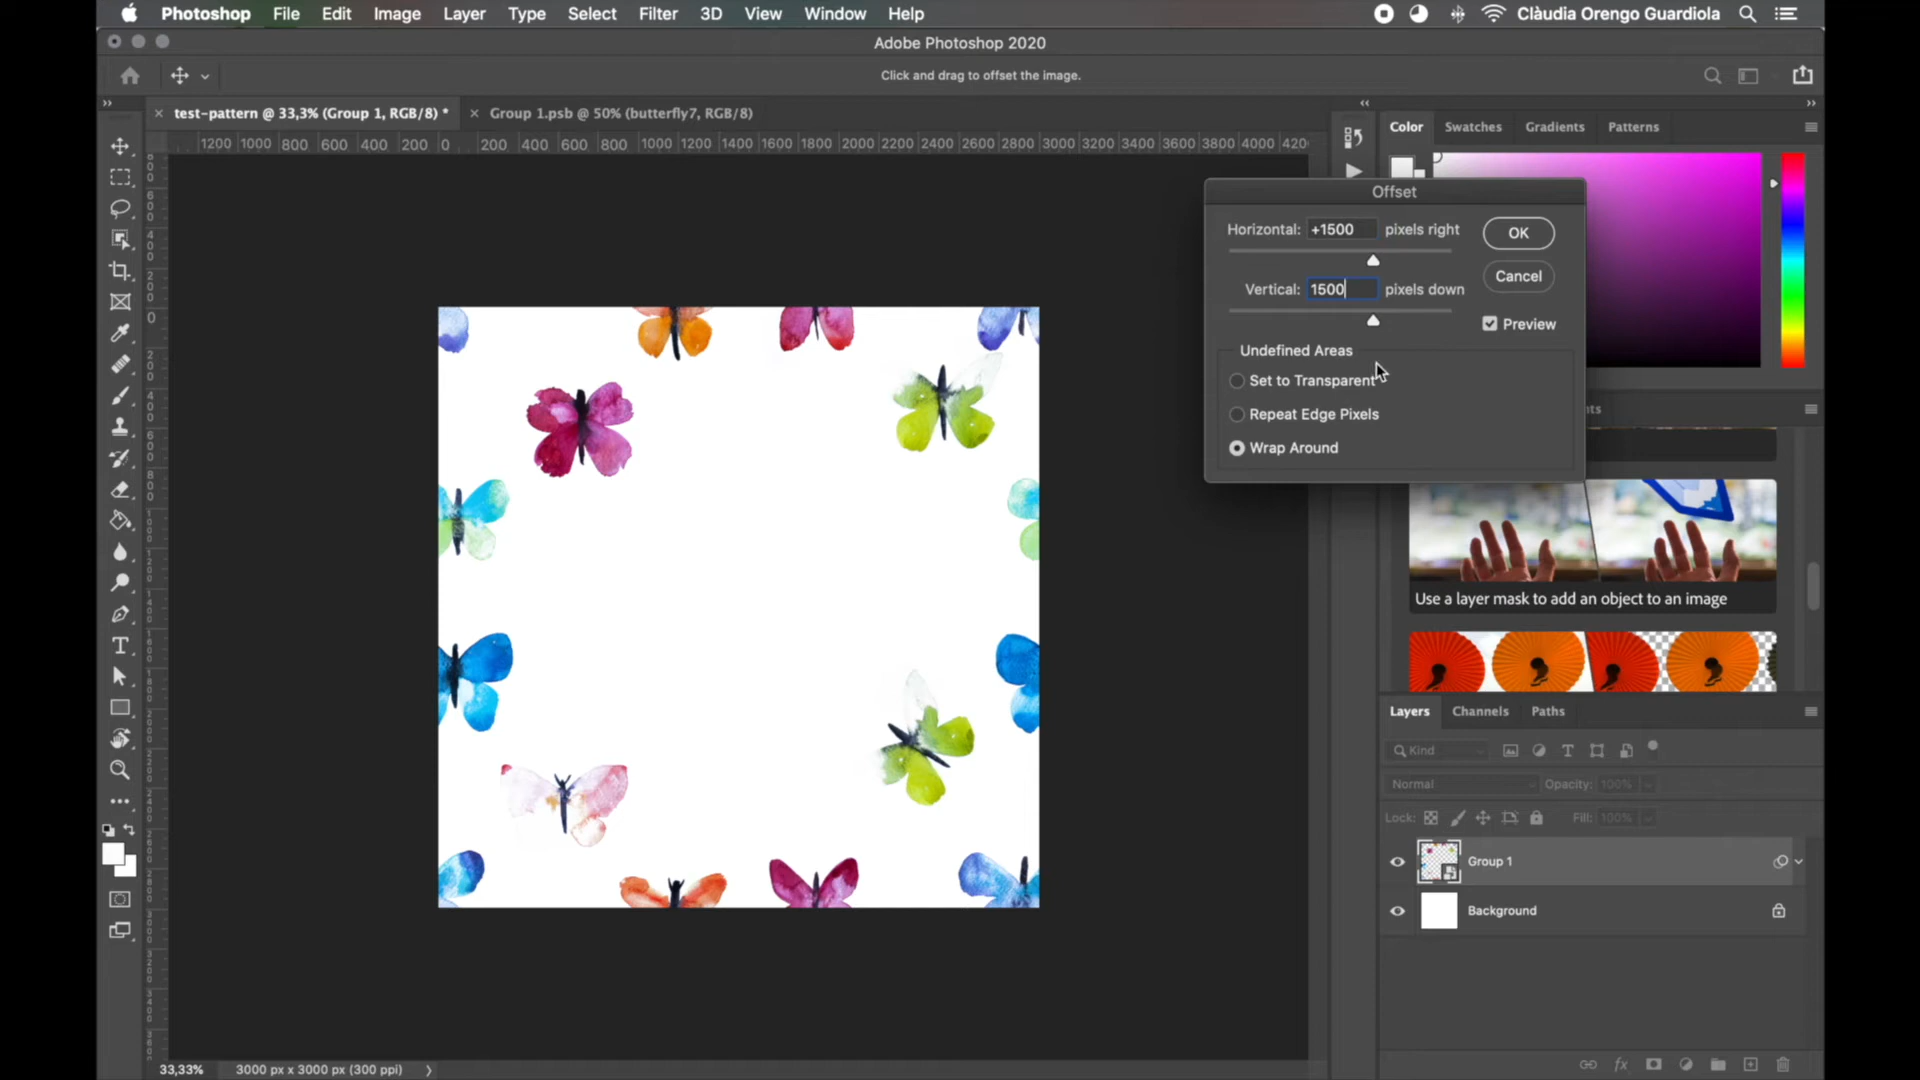 Photoshop File Edit Image Layer Type Select Filter 3D View Window Help Clàudia Orengo Guardiola
Adobe Photoshop 2020
Click and drag to offset the image.
test-pattern @ 33,3% (Group 1, RGB/8) * Group 1.psb @ 50% (butterfly7, RGB/8)
1200 1000 800 600 400 200 0 200 400 600 800 1000 1200 1400 1600 1800 2000 2200 2400 2600 2800 3000 3200 3400 3600 3800 4000 420
Color Swatches Gradients Patterns
Offset
Horizontal: +1500 pixels right OK
Vertical: 1500 pixels down Cancel
Preview
Undefined Areas
Set to Transparent
Repeat Edge Pixels
Wrap Around
nts
Use a layer mask to add an object to an image
Layers Channels Paths
Kind
Normal Opacity: 100%
Lock: Fill: 100%
Group 1
Background
33,33% 3000 px x 3000 px (300 ppi)